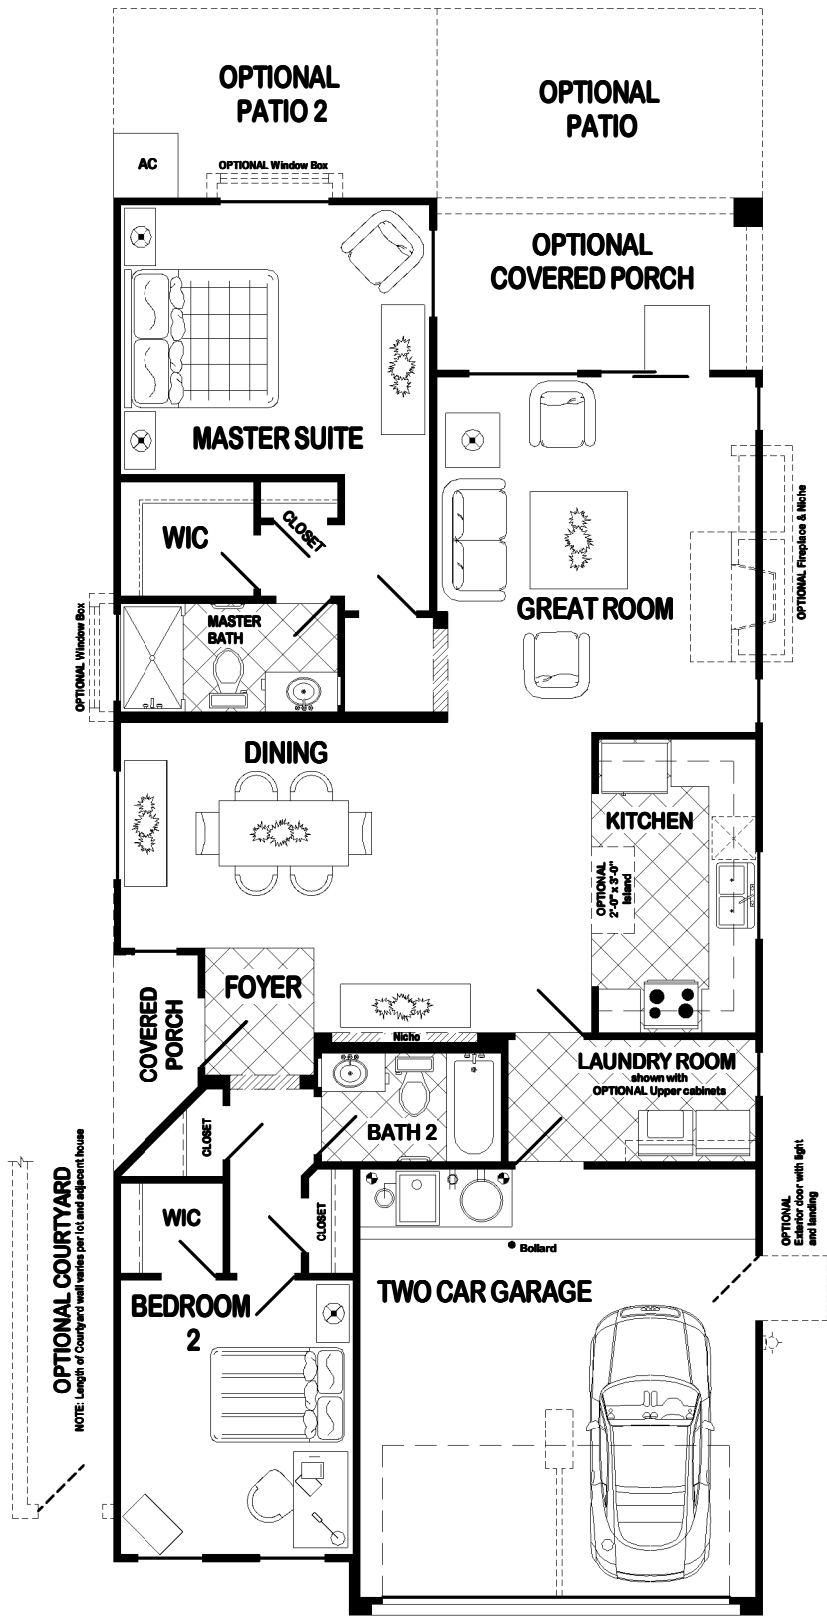 OPTIONAL
PATIO 2
OPTIONAL
PATIO
AC
OPTIONAL Window Box
OPTIONAL
COVERED PORCH
MASTER SUITE
WIC
CLOSET
OPTIONAL Fireplace & Niche
GREAT ROOM
MASTER
BATH
OPTIONAL Window Box
DINING
KITCHEN
OPTIONAL
2'-0" x 3'-0"
Island
FOYER
COVERED
PORCH
Nicho
LAUNDRY ROOM
shown with
OPTIONAL Upper cabinets
BATH 2
CLOSET
WIC
CLOSET
OPTIONAL COURTYARD
NOTE: Length of Courtyard wall varies per lot and adjacent house
OPTIONAL
Exterior door with light
and landing
Bollard
BEDROOM
2
TWO CAR GARAGE